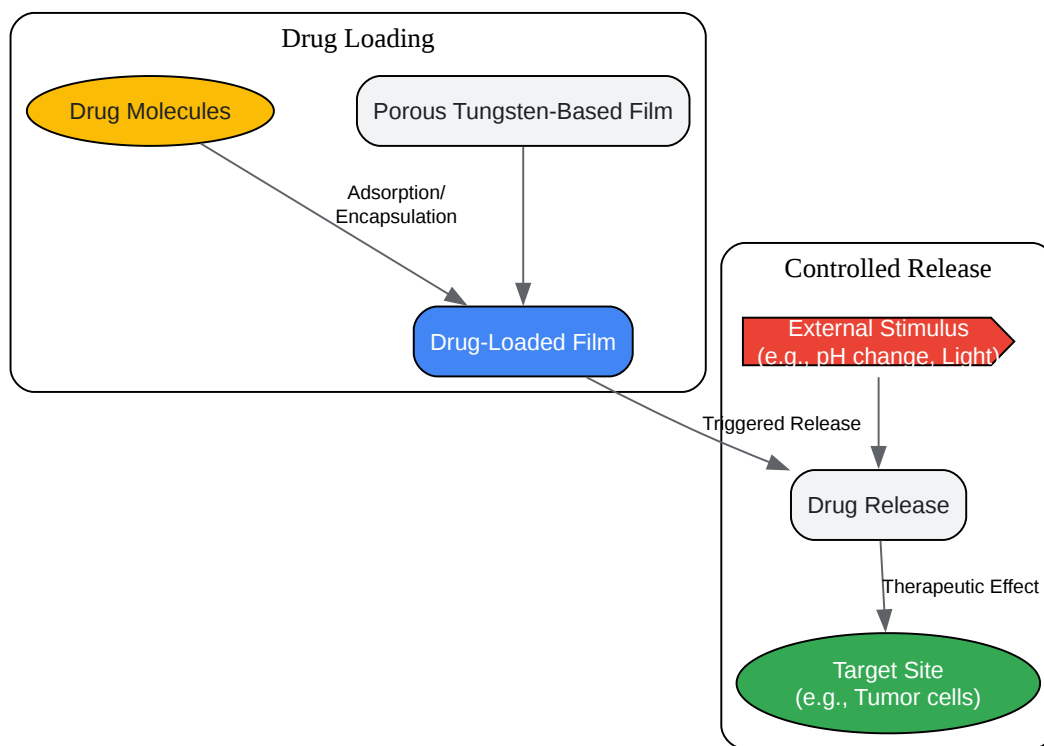 Drug Loading
Drug Molecules
Porous Tungsten-Based Film
Adsorption/
Encapsulation
Drug-Loaded Film
Controlled Release
External Stimulus
(e.g., pH change, Light)
Triggered Release
Drug Release
Therapeutic Effect
Target Site
(e.g., Tumor cells)